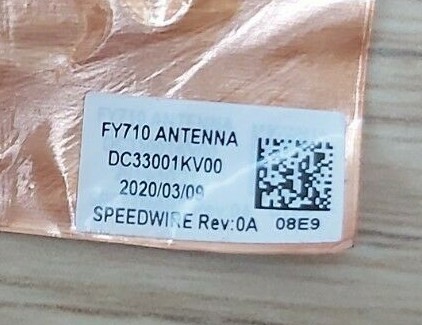 FY710 ANTENNA
DC33001KV00
2020/03/09
SPEEDWIRE Rev:0A 08E9